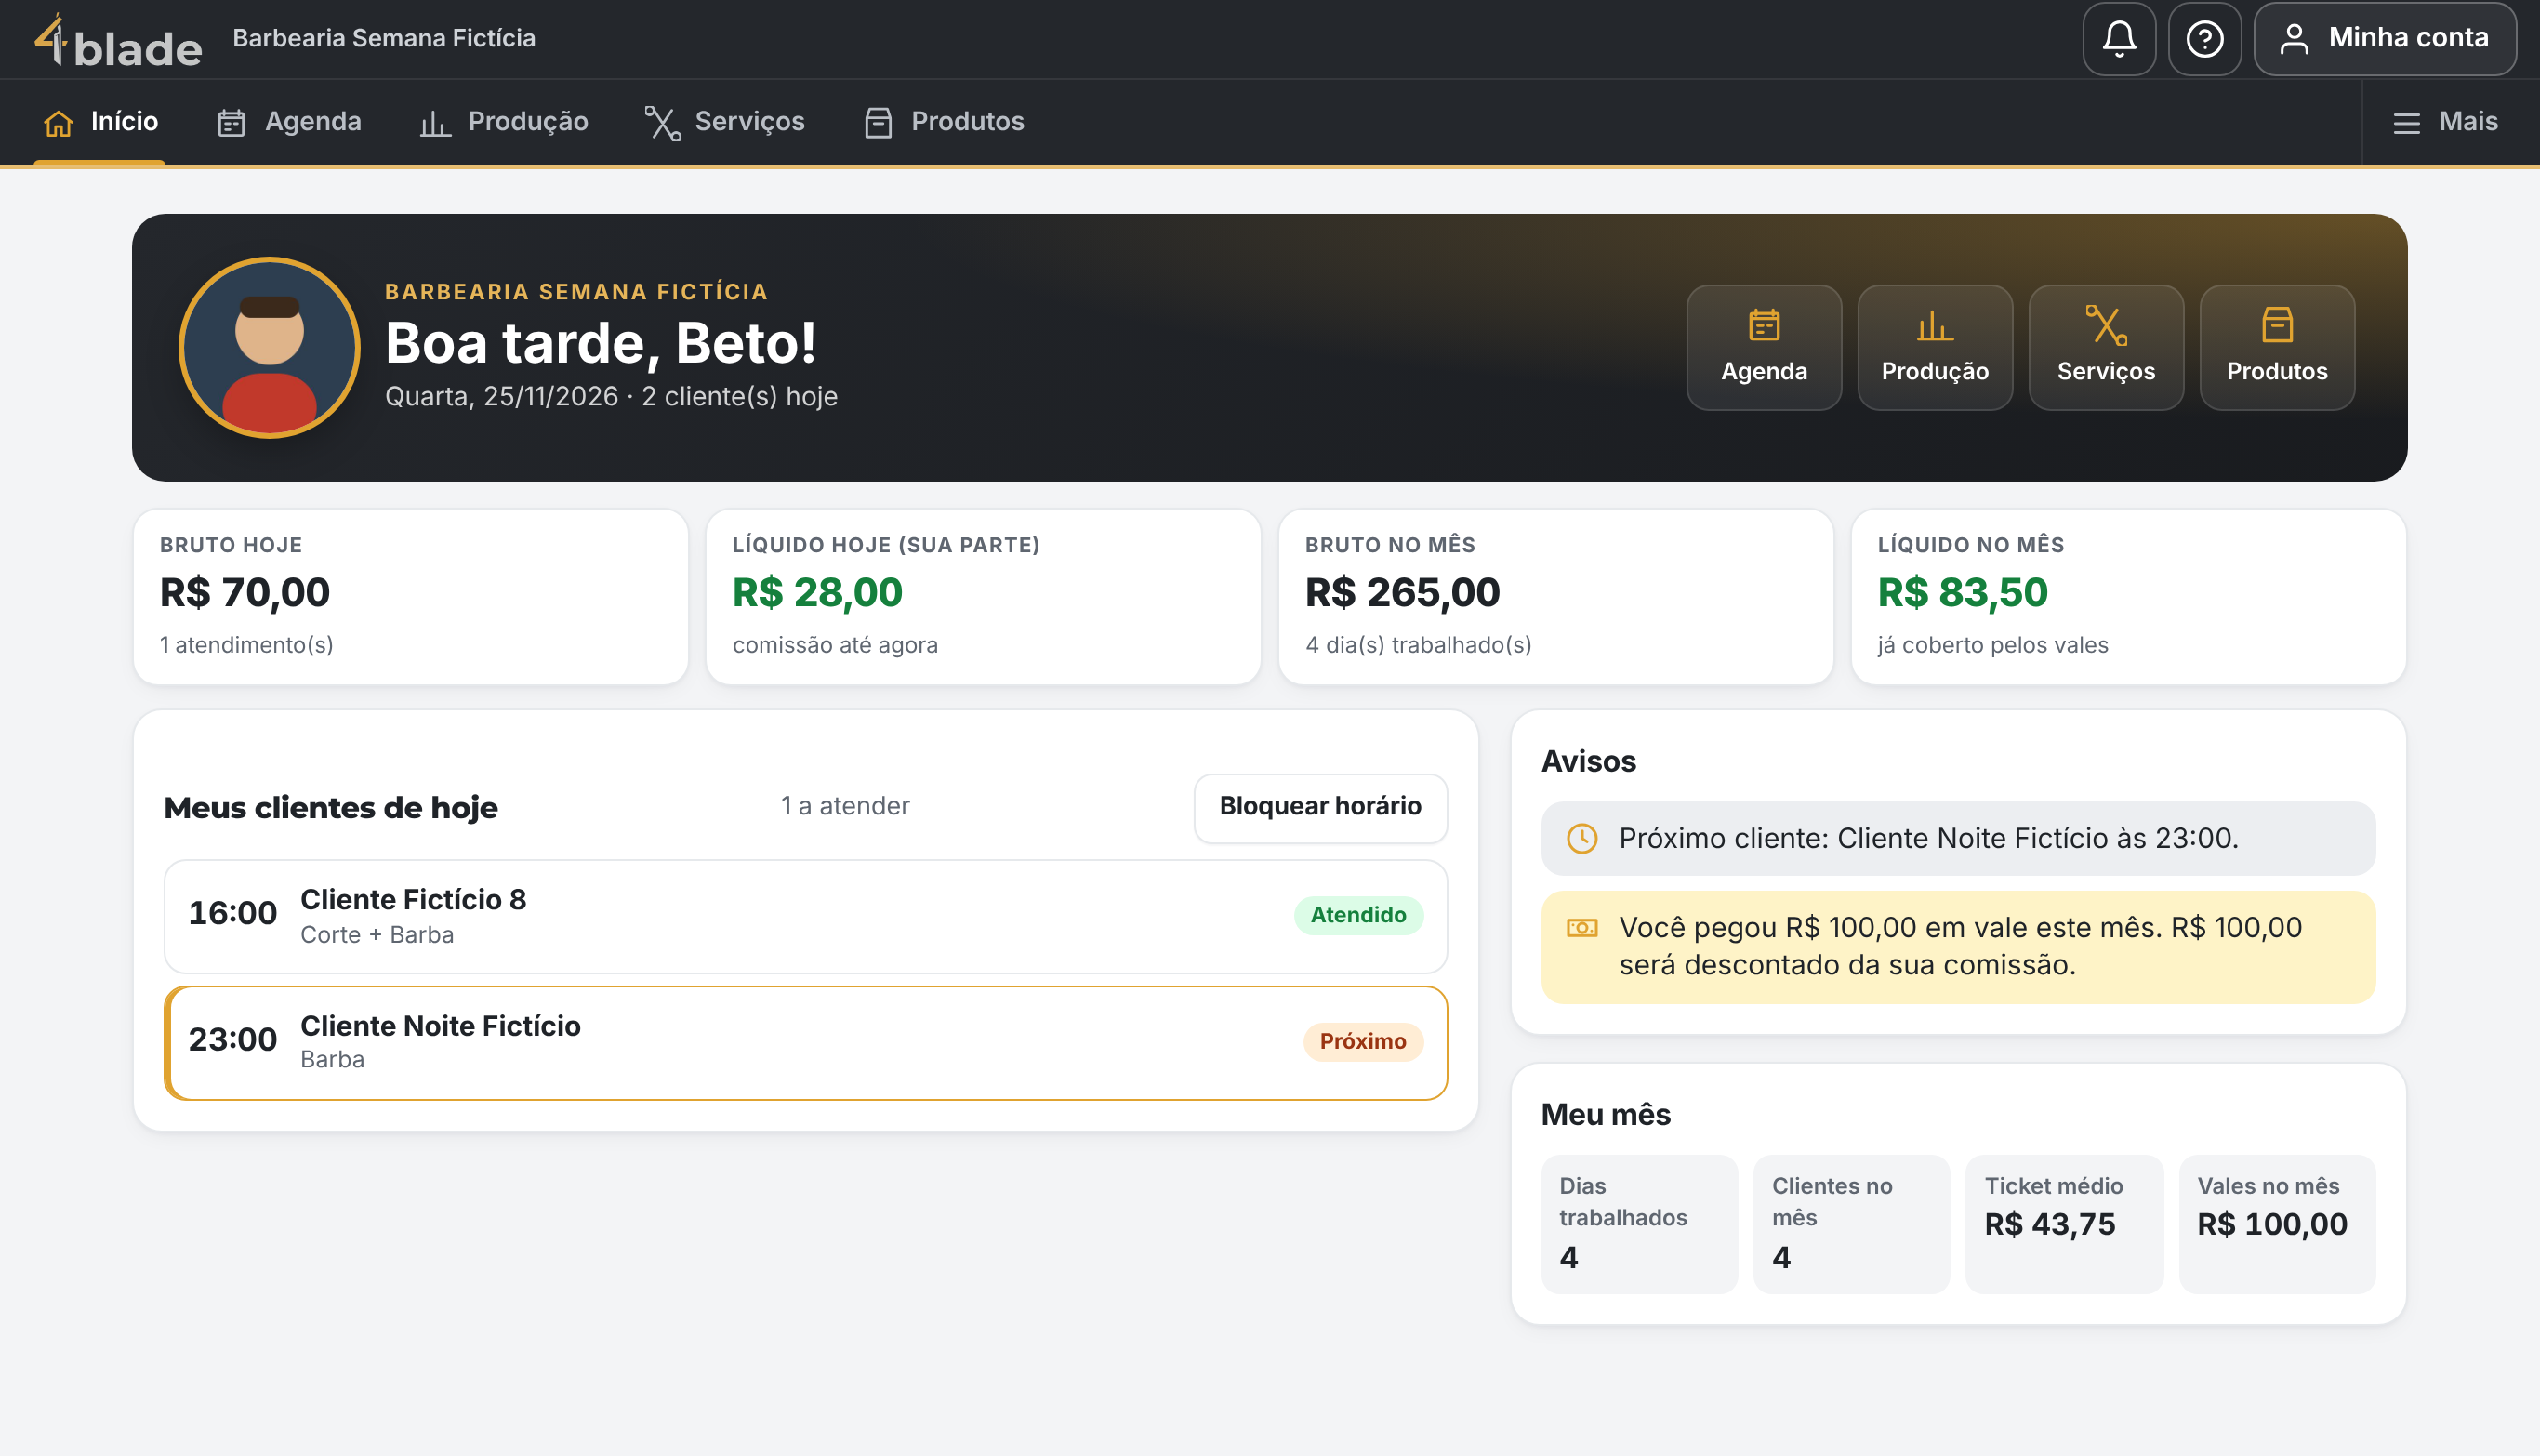 4blade
Barbearia Semana Fictícia
Minha conta
Início
Agenda
Produção
Serviços
Produtos
Mais
BARBEARIA SEMANA FICTÍCIA
Boa tarde, Beto!
Quarta, 25/11/2026 · 2 cliente(s) hoje
Agenda
Produção
Serviços
Produtos
BRUTO HOJE
R$ 70,00
1 atendimento(s)
LÍQUIDO HOJE (SUA PARTE)
R$ 28,00
comissão até agora
BRUTO NO MÊS
R$ 265,00
4 dia(s) trabalhado(s)
LÍQUIDO NO MÊS
R$ 83,50
já coberto pelos vales
Meus clientes de hoje
1 a atender
Bloquear horário
16:00
Cliente Fictício 8
Corte + Barba
Atendido
23:00
Cliente Noite Fictício
Barba
Próximo
Avisos
Próximo cliente: Cliente Noite Fictício às 23:00.
Você pegou R$ 100,00 em vale este mês. R$ 100,00
será descontado da sua comissão.
Meu mês
Dias
trabalhados
4
Clientes no
mês
4
Ticket médio
R$ 43,75
Vales no mês
R$ 100,00